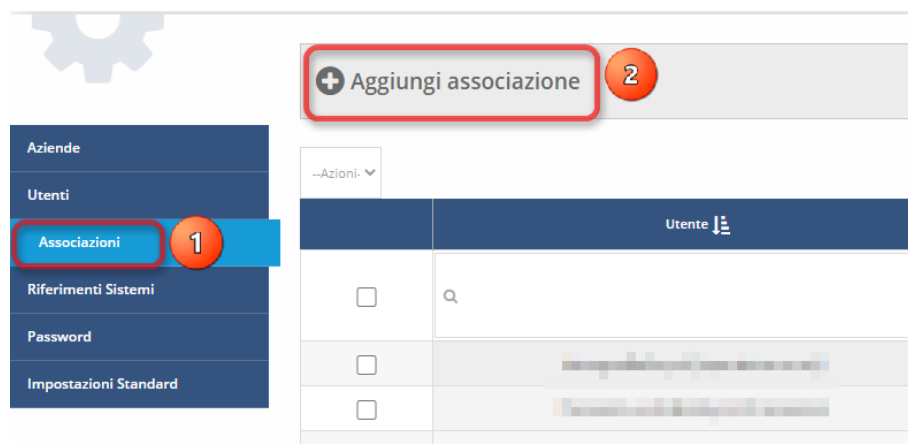 Aggiungi associazione
2
Aziende
--Azioni-
Utenti
Utente
Associazioni
1
Riferimenti Sistemi
Password
Impostazioni Standard